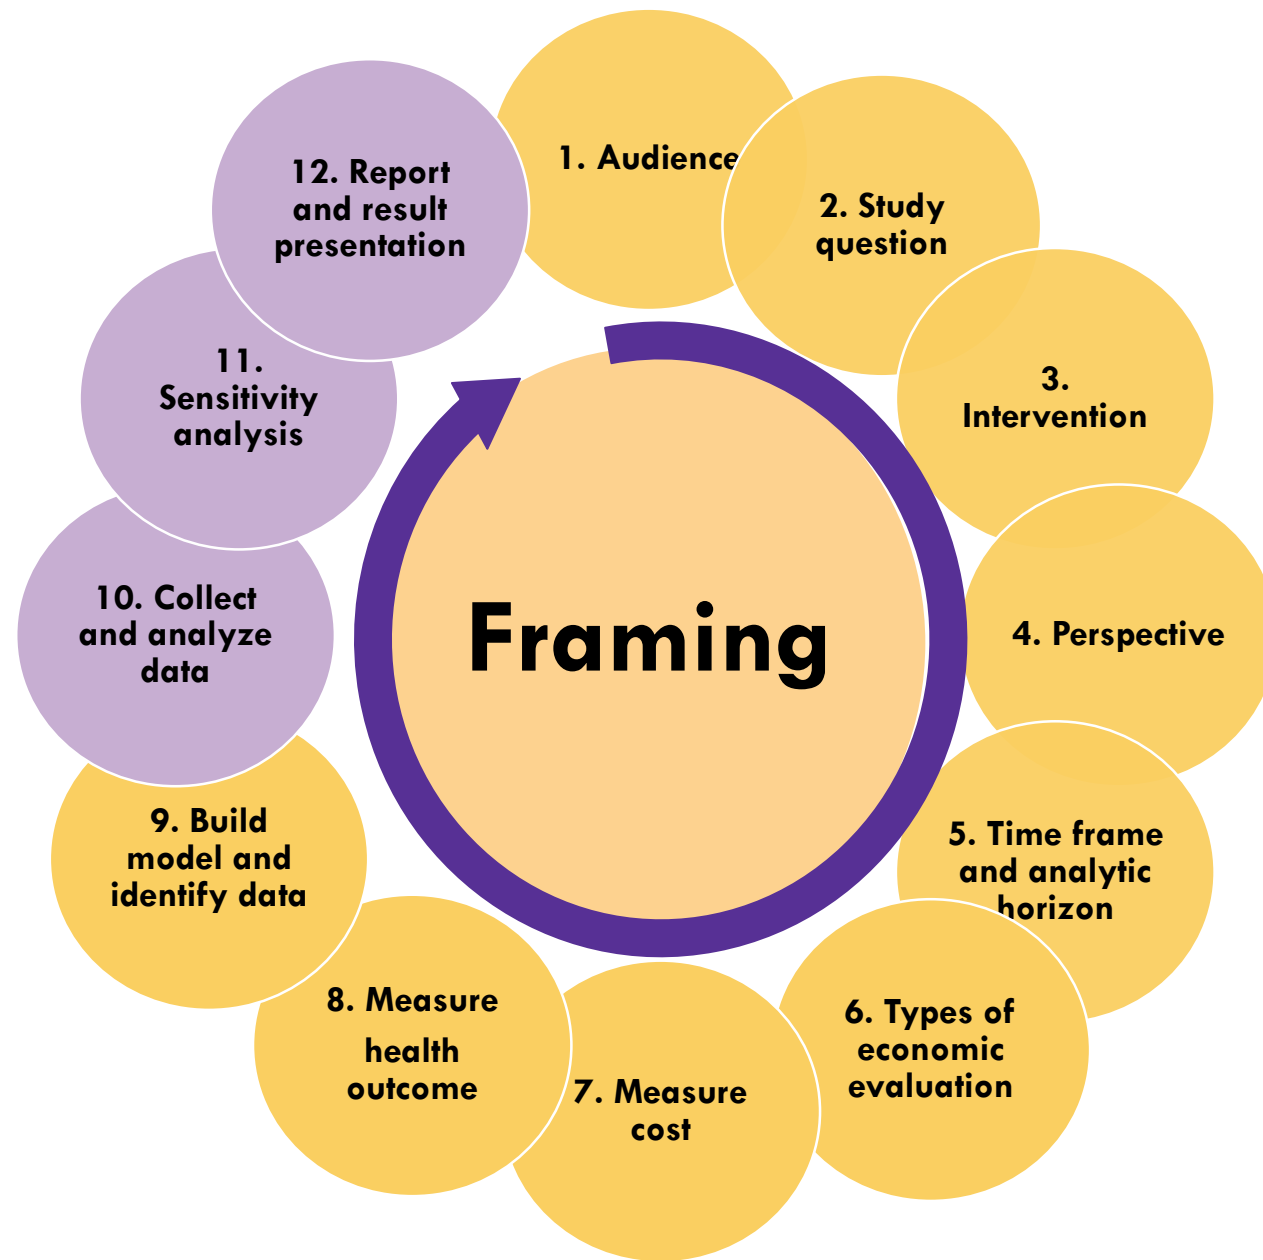 1. Audience
2. Study
question
3.
Intervention
4. Perspective
5. Time frame
and analytic
horizon
6. Types of
economic
evaluation
7. Measure
cost
8. Measure
health
outcome
9. Build
model and
identify data
10. Collect
and analyze
data
11.
Sensitivity
analysis
12. Report
and result
presentation
Framing